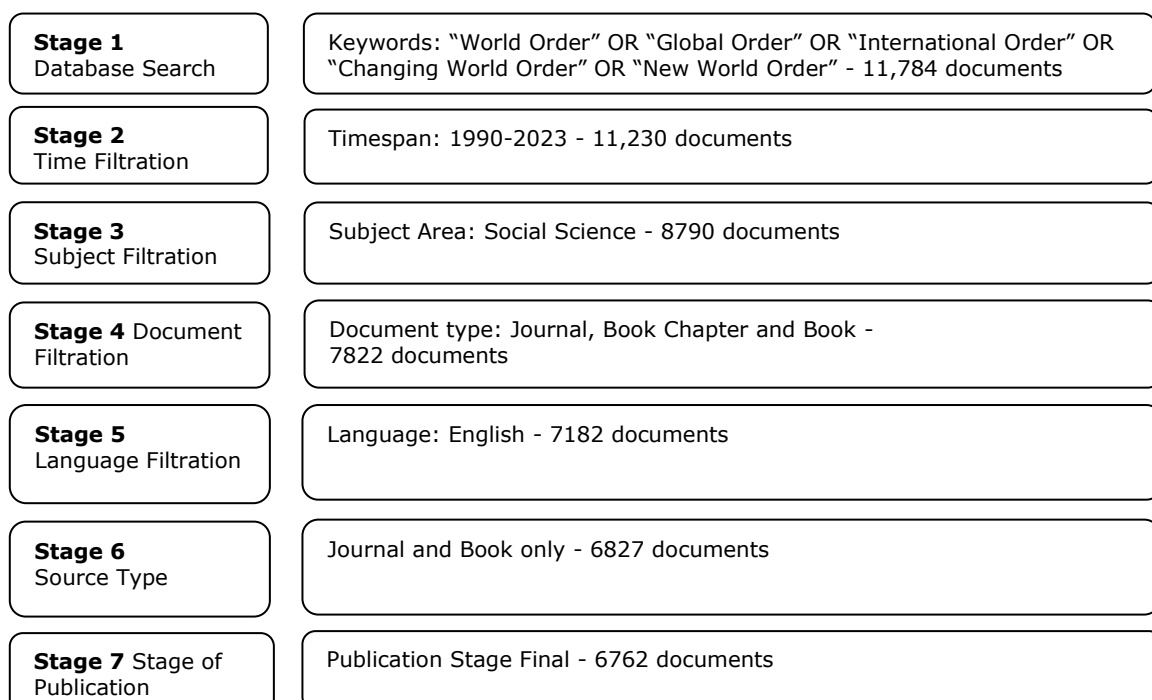 Stage 1
Database Search
Keywords: “World Order” OR “Global Order” OR “International Order” OR
“Changing World Order” OR “New World Order” - 11,784 documents
Stage 2
Time Filtration
Timespan: 1990-2023 - 11,230 documents
Stage 3
Subject Filtration
Subject Area: Social Science - 8790 documents
Stage 4 Document
Filtration
Document type: Journal, Book Chapter and Book -
7822 documents
Stage 5
Language Filtration
Language: English - 7182 documents
Stage 6
Source Type
Journal and Book only - 6827 documents
Stage 7 Stage of
Publication
Publication Stage Final - 6762 documents